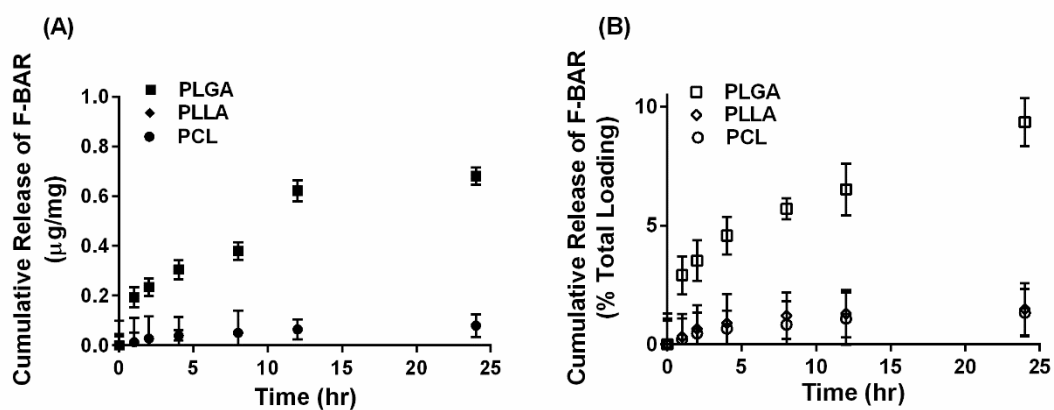 (A)
PLGA
PLLA
PCL
Cumulative Release of F-BAR
(μg/mg)
1.0
0.8
0.6
0.4
0.2
0.0
0 5 10 15 20 25
Time (hr)
(B)
PLGA
PLLA
PCL
Cumulative Release of F-BAR
(% Total Loading)
10
5
0
0 5 10 15 20 25
Time (hr)